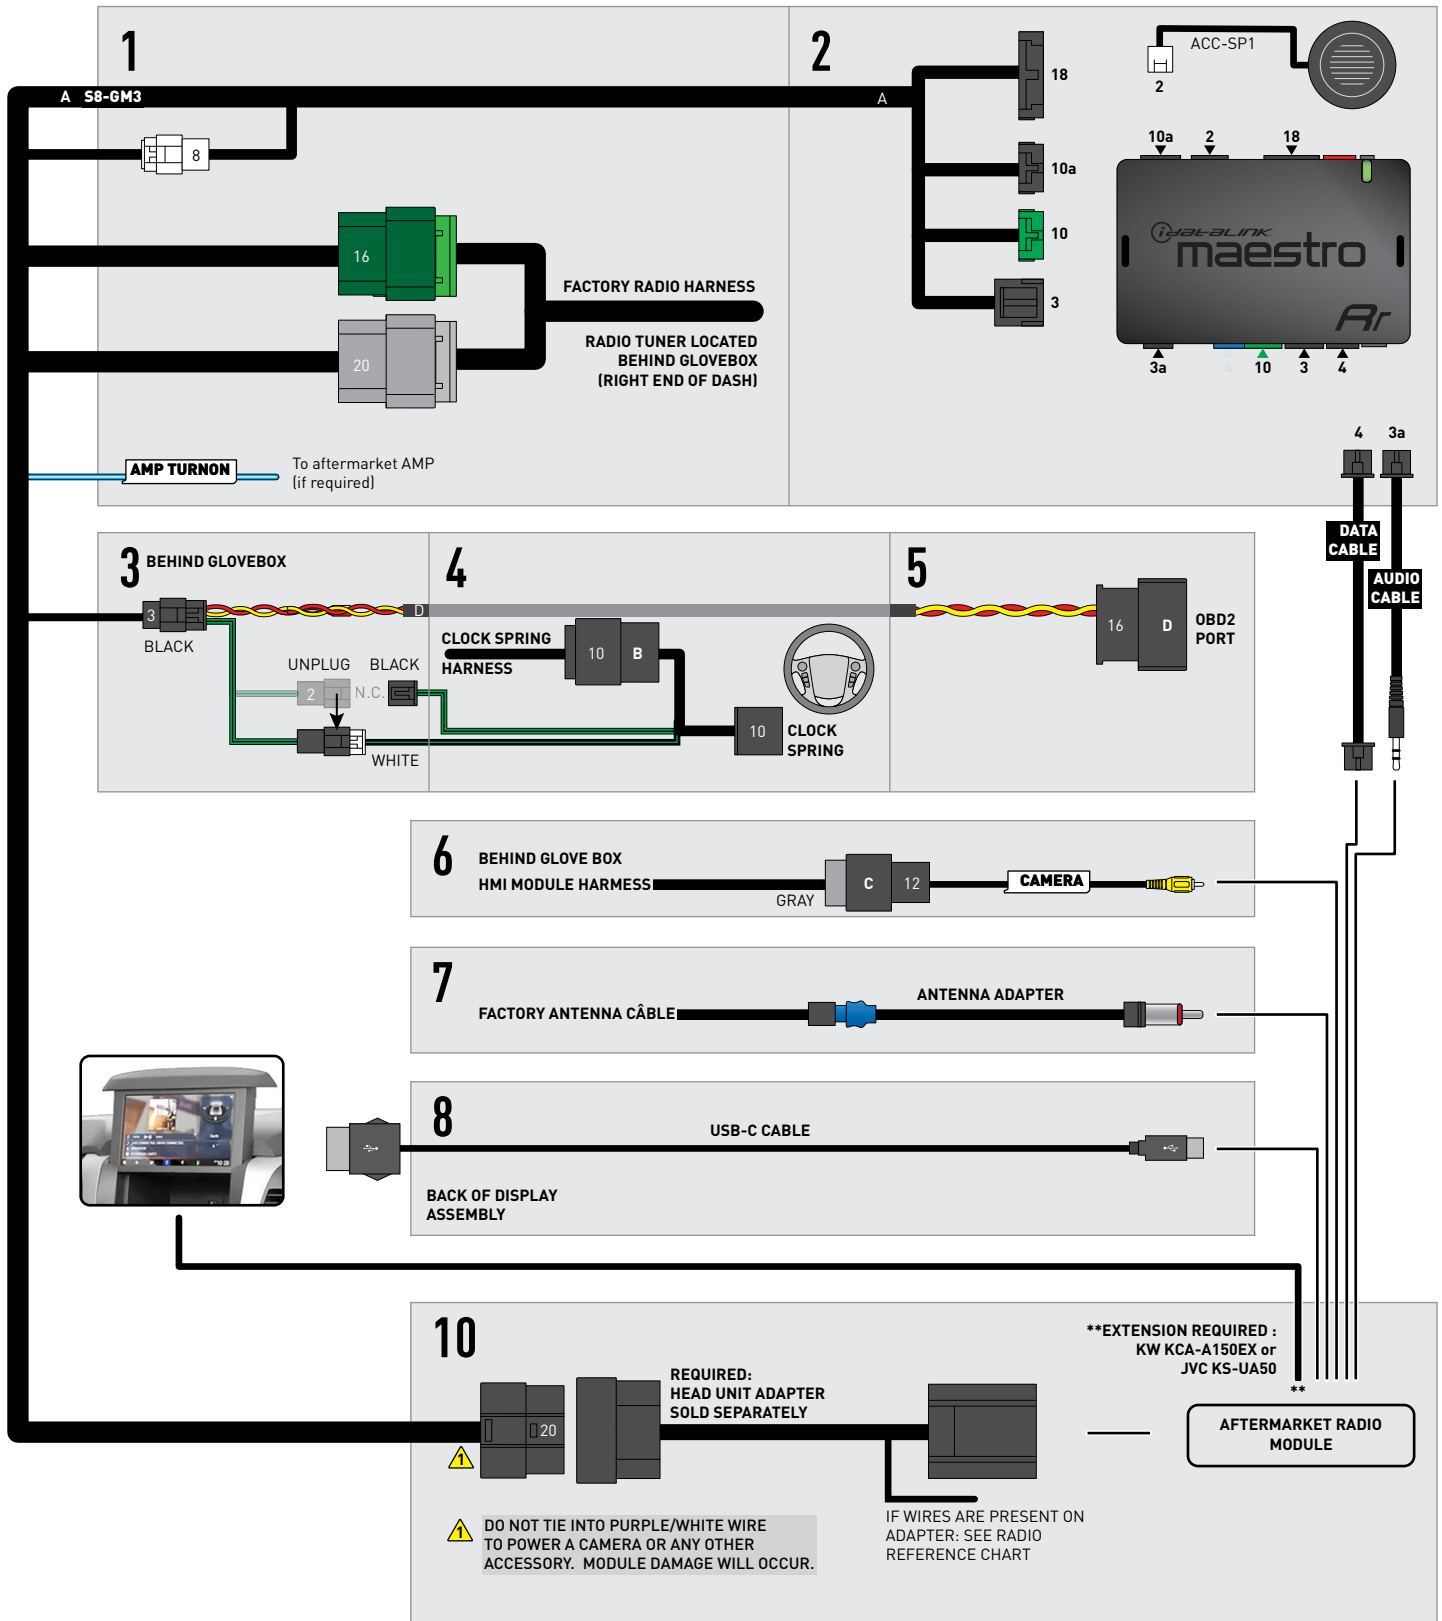 1
A S8-GM3
8
16
20
FACTORY RADIO HARNESS
RADIO TUNER LOCATED
BEHIND GLOVEBOX
(RIGHT END OF DASH)
AMP TURNON
To aftermarket AMP
(if required)
2
A
18
10a
10
3
ACC-SP1
2
10a 2 18
idatalink
maestro
Rr
3a 4 10 3 4
4 3a
DATA
CABLE
AUDIO
CABLE
3 BEHIND GLOVEBOX
3
BLACK
D
UNPLUG BLACK
2 N.C.
WHITE
4
CLOCK SPRING
HARNESS
10 B
10
CLOCK
SPRING
5
16 D
OBD2
PORT
6
BEHIND GLOVE BOX
HMI MODULE HARMESS
GRAY
C 12
CAMERA
7
FACTORY ANTENNA CÂBLE
ANTENNA ADAPTER
8
USB-C CABLE
BACK OF DISPLAY
ASSEMBLY
10
20
1
REQUIRED:
HEAD UNIT ADAPTER
SOLD SEPARATELY
**EXTENSION REQUIRED :
KW KCA-A150EX or
JVC KS-UA50
**
AFTERMARKET RADIO
MODULE
IF WIRES ARE PRESENT ON
ADAPTER: SEE RADIO
REFERENCE CHART
1
DO NOT TIE INTO PURPLE/WHITE WIRE
TO POWER A CAMERA OR ANY OTHER
ACCESSORY. MODULE DAMAGE WILL OCCUR.